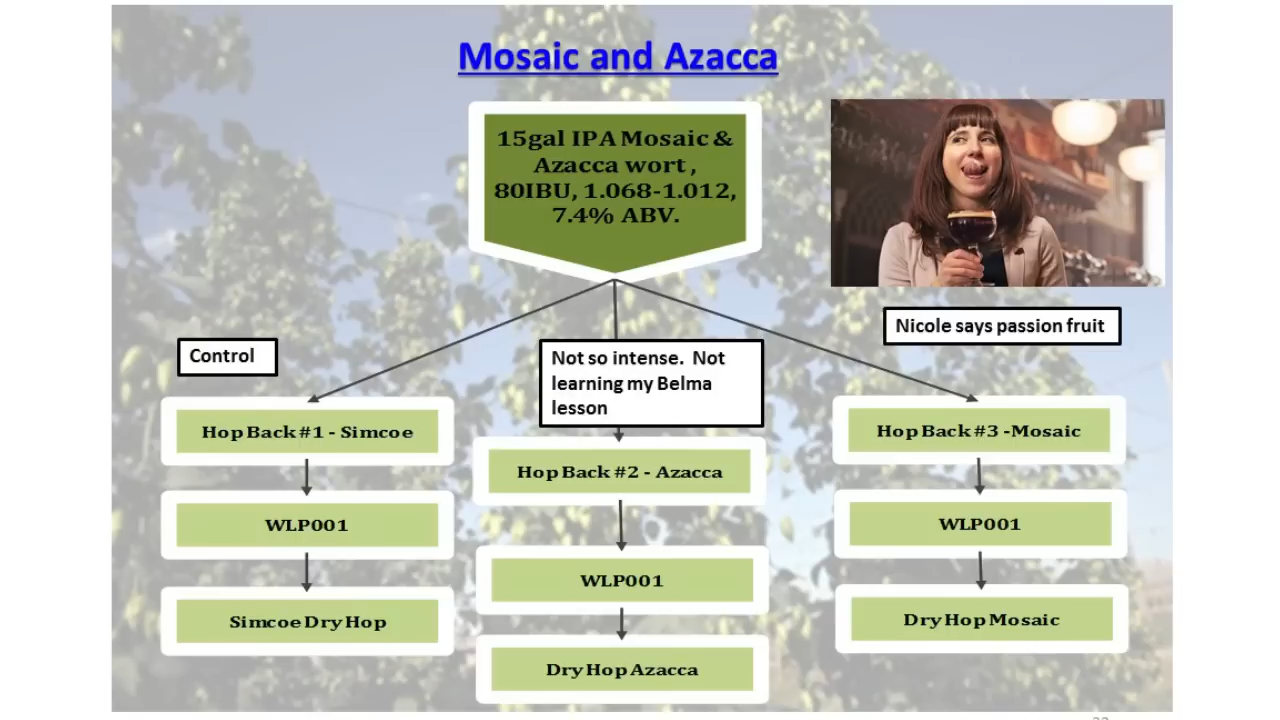 Mosaic and Azacca
15gal IPA Mosaic &
Azacca wort ,
80IBU, 1.068-1.012,
7.4% ABV.
Nicole says passion fruit
Control
Not so intense. Not
learning my Belma
lesson
Hop Back #1 - Simcoe
WLP001
Simcoe Dry Hop
Hop Back #2 - Azacca
WLP001
Dry Hop Azacca
Hop Back #3 -Mosaic
WLP001
Dry Hop Mosaic